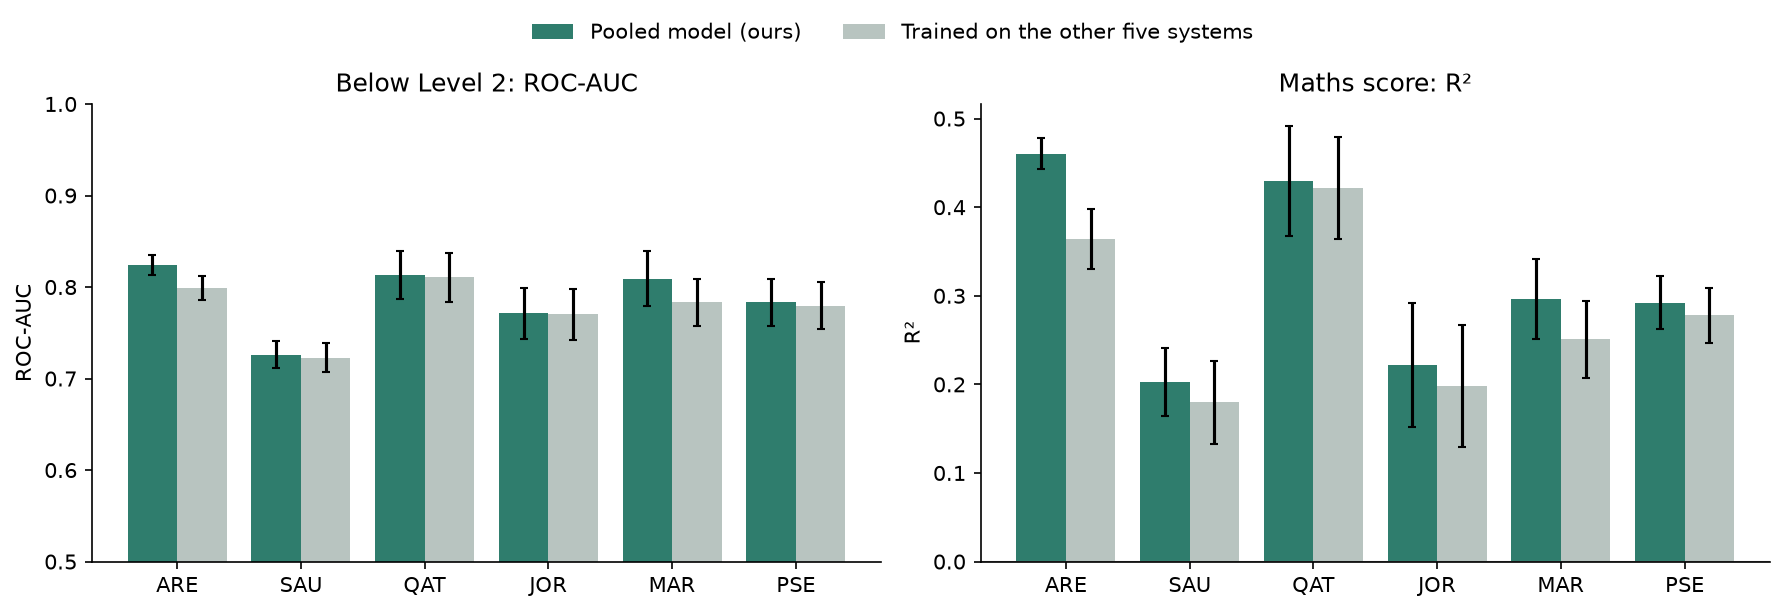 Pooled model (ours) Trained on the other five systems
Below Level 2: ROC-AUC
ROC-AUC
1.0
0.9
0.8
0.7
0.6
0.5
ARE SAU QAT JOR MAR PSE
Maths score: R²
R²
0.5
0.4
0.3
0.2
0.1
0.0
ARE SAU QAT JOR MAR PSE